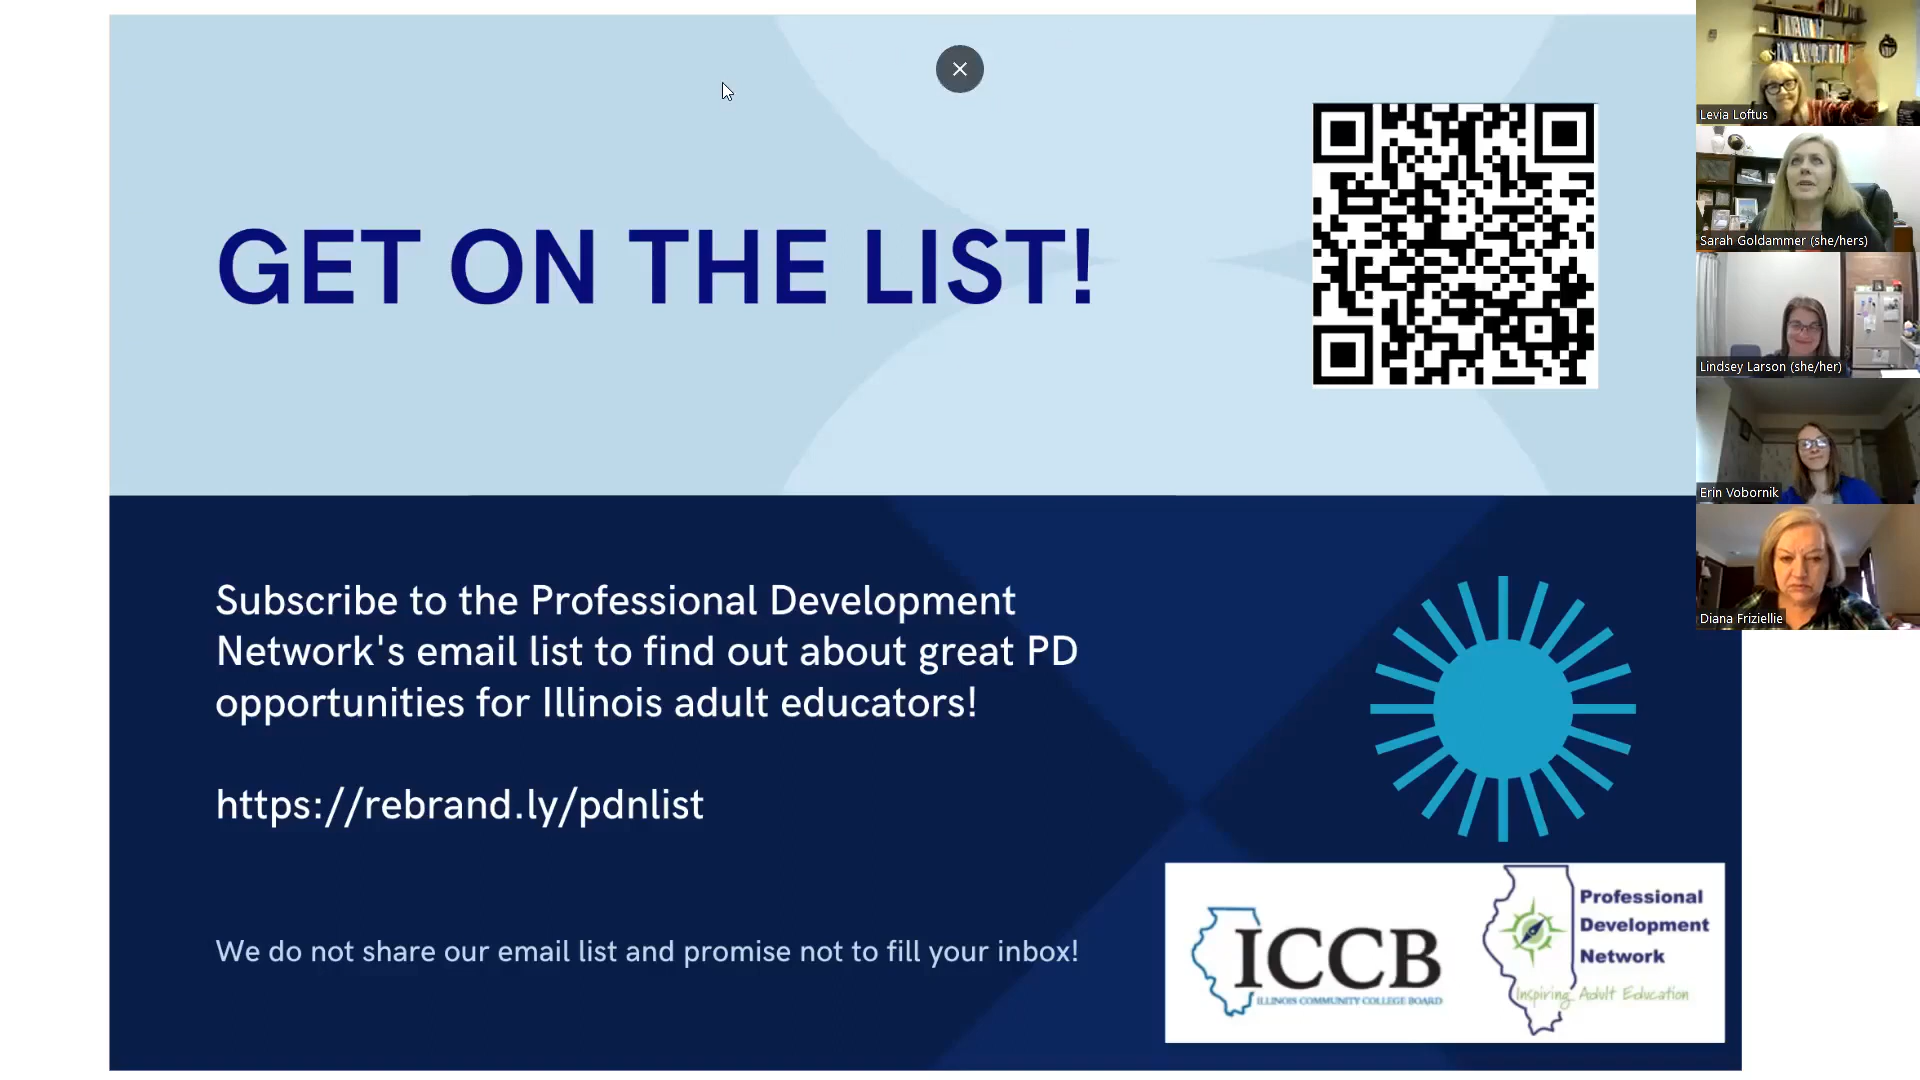 GET ON THE LIST!
Subscribe to the Professional Development
Network's email list to find out about great PD
opportunities for Illinois adult educators!
https://rebrand.ly/pdnlist
We do not share our email list and promise not to fill your inbox!
ICCB
ILLINOIS COMMUNITY COLLEGE BOARD
Professional
Development
Network
Inspiring Adult Education
Levia Loftus
Sarah Goldammer (she/hers)
Lindsey Larson (she/her)
Erin Vobornik
Diana Friziellie